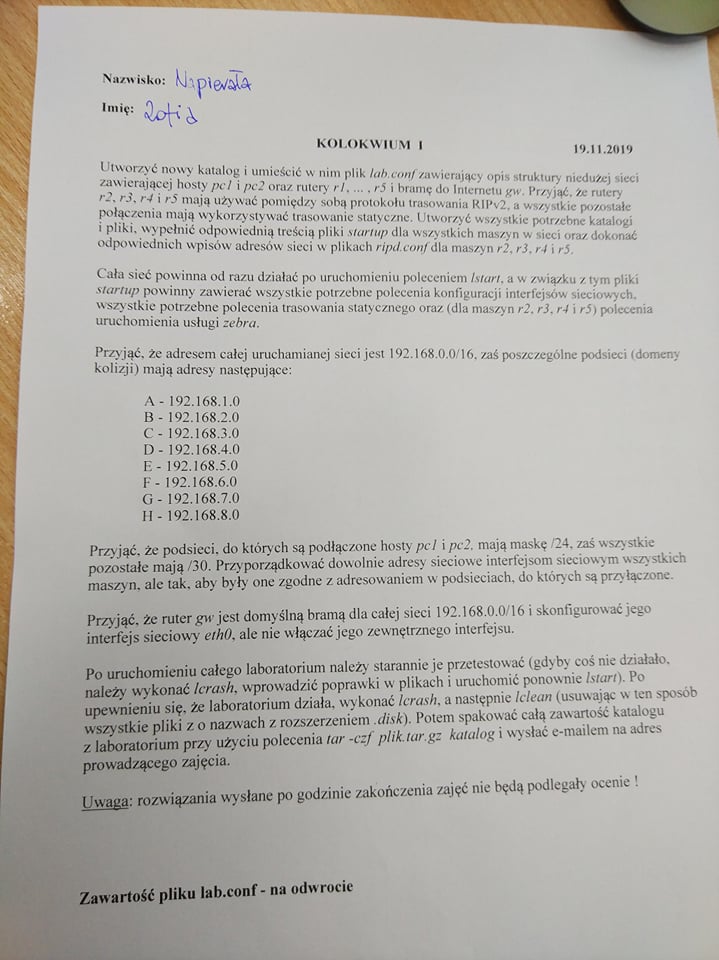 Nazwisko: Napierała
Imię: Zofia
KOLOKWIUM I 19.11.2019
Utworzyć nowy katalog i umieścić w nim plik lab.conf zawierający opis struktury niedużej sieci
zawierającej hosty pc1 i pc2 oraz rutery r1, ... , r5 i bramę do Internetu gw. Przyjąć, że rutery
r2, r3, r4 i r5 mają używać pomiędzy sobą protokołu trasowania RIPv2, a wszystkie pozostałe
połączenia mają wykorzystywać trasowanie statyczne. Utworzyć wszystkie potrzebne katalogi
i pliki, wypełnić odpowiednią treścią pliki startup dla wszystkich maszyn w sieci oraz dokonać
odpowiednich wpisów adresów sieci w plikach ripd.conf dla maszyn r2, r3, r4 i r5.
Cała sieć powinna od razu działać po uruchomieniu poleceniem lstart, a w związku z tym pliki
startup powinny zawierać wszystkie potrzebne polecenia konfiguracji interfejsów sieciowych,
wszystkie potrzebne polecenia trasowania statycznego oraz (dla maszyn r2, r3, r4 i r5) polecenia
uruchomienia usługi zebra.
Przyjąć, że adresem całej uruchamianej sieci jest 192.168.0.0/16, zaś poszczególne podsieci (domeny
kolizji) mają adresy następujące:
A - 192.168.1.0
B - 192.168.2.0
C - 192.168.3.0
D - 192.168.4.0
E - 192.168.5.0
F - 192.168.6.0
G - 192.168.7.0
H - 192.168.8.0
Przyjąć, że podsieci, do których są podłączone hosty pc1 i pc2, mają maskę /24, zaś wszystkie
pozostałe mają /30. Przyporządkować dowolnie adresy sieciowe interfejsom sieciowym wszystkich
maszyn, ale tak, aby były one zgodne z adresowaniem w podsieciach, do których są przyłączone.
Przyjąć, że ruter gw jest domyślną bramą dla całej sieci 192.168.0.0/16 i skonfigurować jego
interfejs sieciowy eth0, ale nie włączać jego zewnętrznego interfejsu.
Po uruchomieniu całego laboratorium należy starannie je przetestować (gdyby coś nie działało,
należy wykonać lcrash, wprowadzić poprawki w plikach i uruchomić ponownie lstart). Po
upewnieniu się, że laboratorium działa, wykonać lcrash, a następnie lclean (usuwając w ten sposób
wszystkie pliki z o nazwach z rozszerzeniem .disk). Potem spakować całą zawartość katalogu
z laboratorium przy użyciu polecenia tar -czf plik.tar.gz katalog i wysłać e-mailem na adres
prowadzącego zajęcia.
Uwaga: rozwiązania wysłane po godzinie zakończenia zajęć nie będą podlegały ocenie !
Zawartość pliku lab.conf - na odwrocie